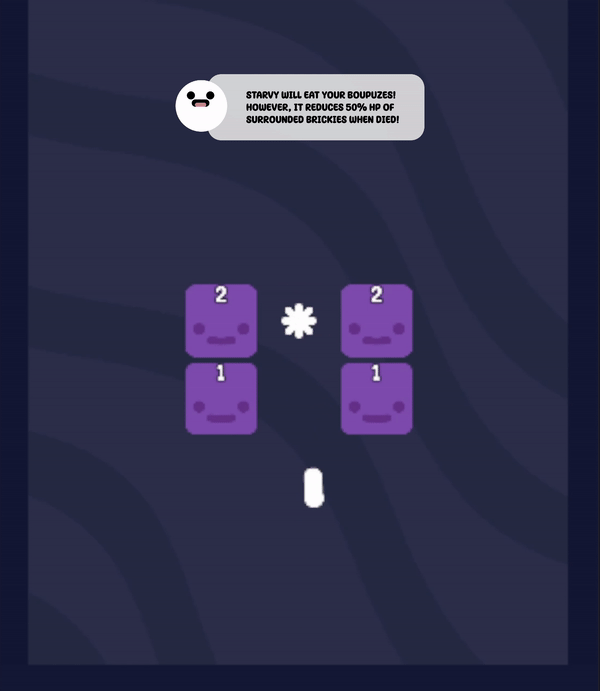 STARVY WILL EAT YOUR BOUPUZES!
HOWEVER, IT REDUCES 50% HP OF
SURROUNDED BRICKIES WHEN DIED!
2 2
1 1